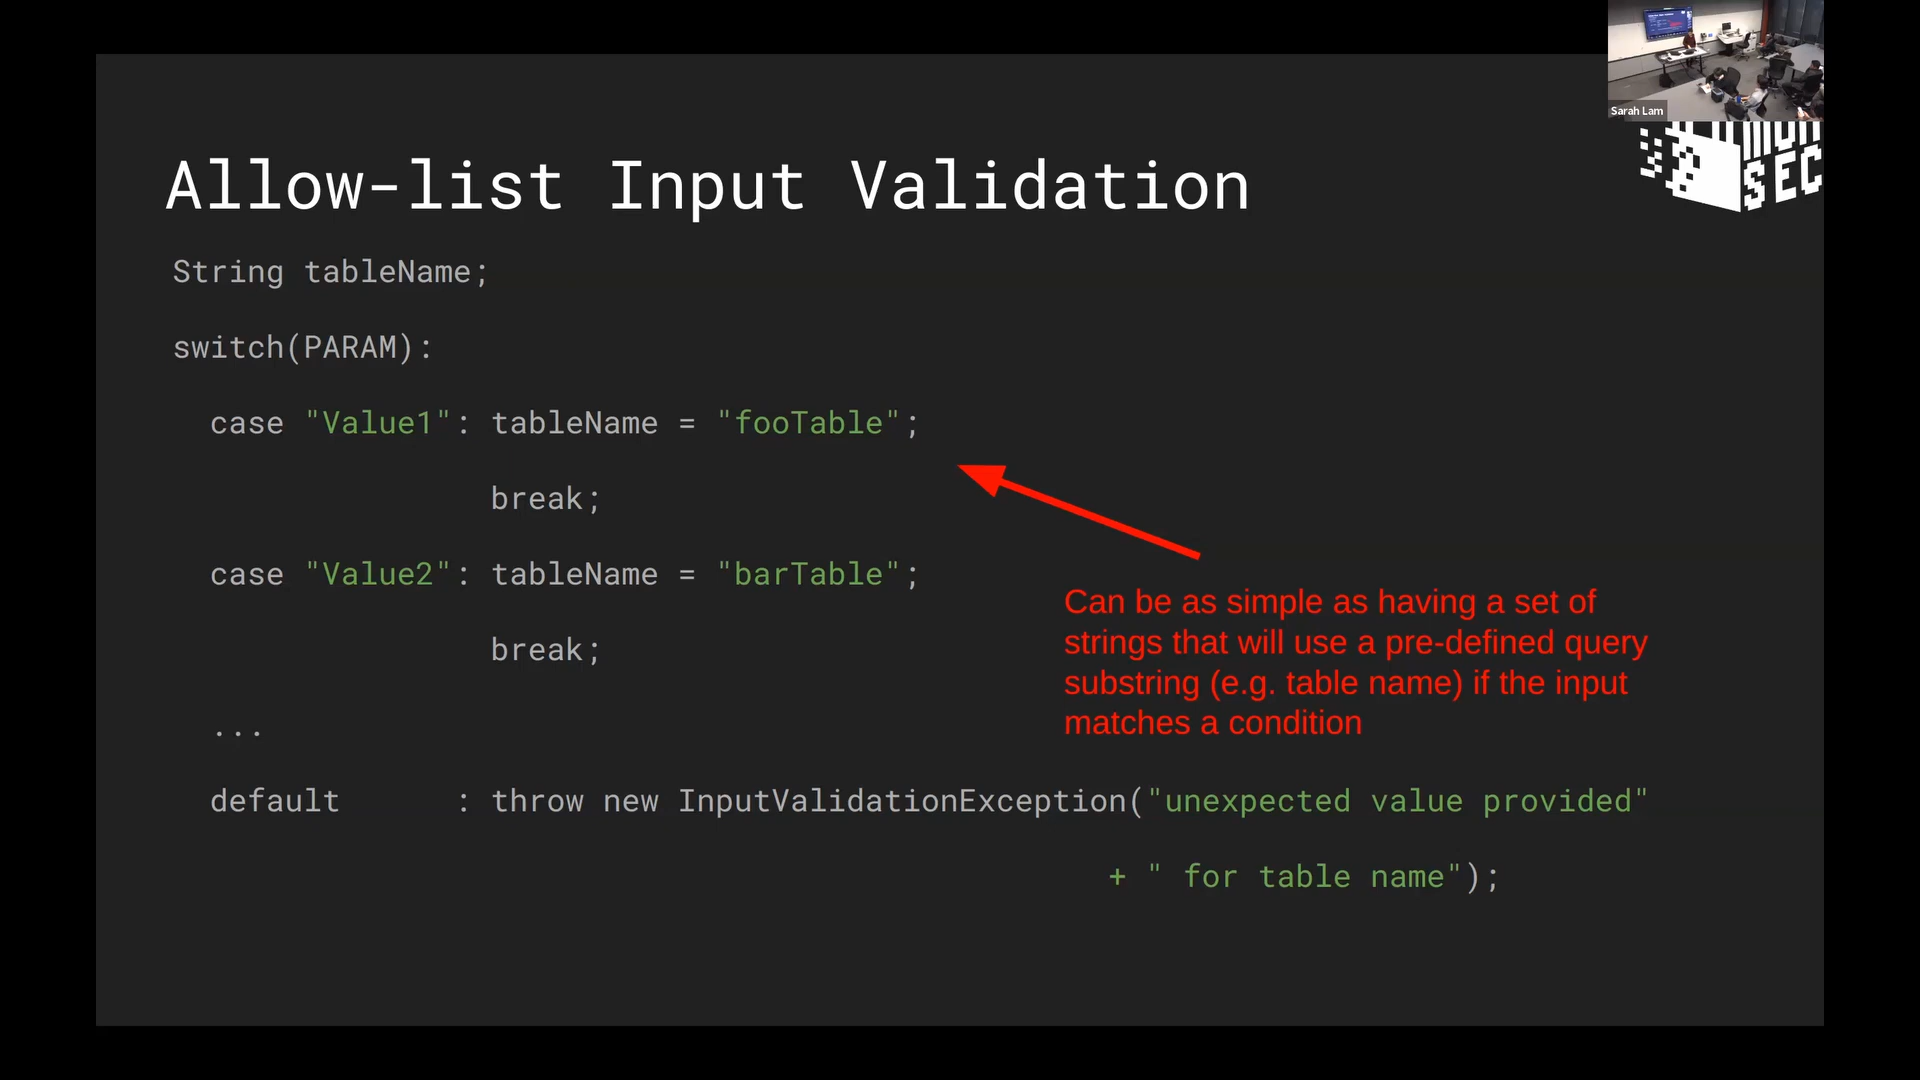 Sarah Lam
MON
SEC
Allow-list Input Validation
String tableName;
switch(PARAM):
case "Value1": tableName = "fooTable";
break;
case "Value2": tableName = "barTable";
break;
...
default : throw new InputValidationException("unexpected value provided"
+ " for table name");
Can be as simple as having a set of
strings that will use a pre-defined query
substring (e.g. table name) if the input
matches a condition